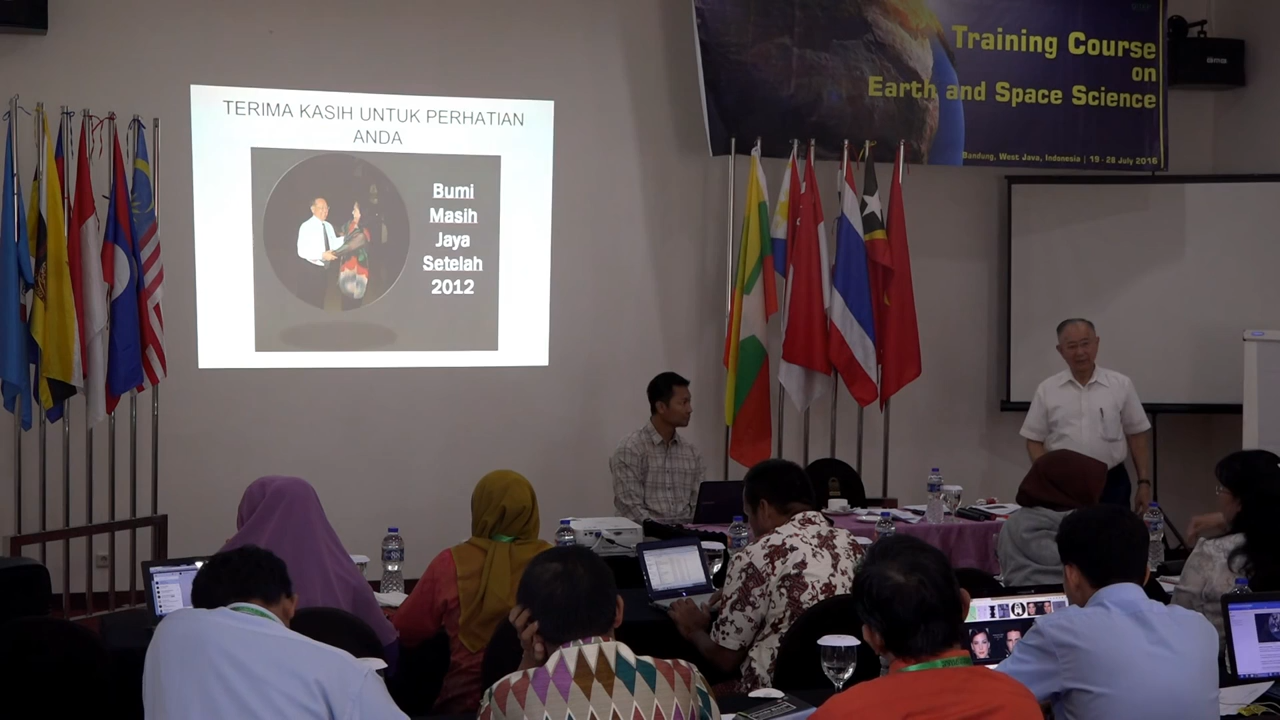 TERIMA KASIH UNTUK PERHATIAN
ANDA
Bumi
Masih
Jaya
Setelah
2012
Training Course
on
Earth and Space Science
Bandung, West Java, Indonesia | 19 - 26 July 2016